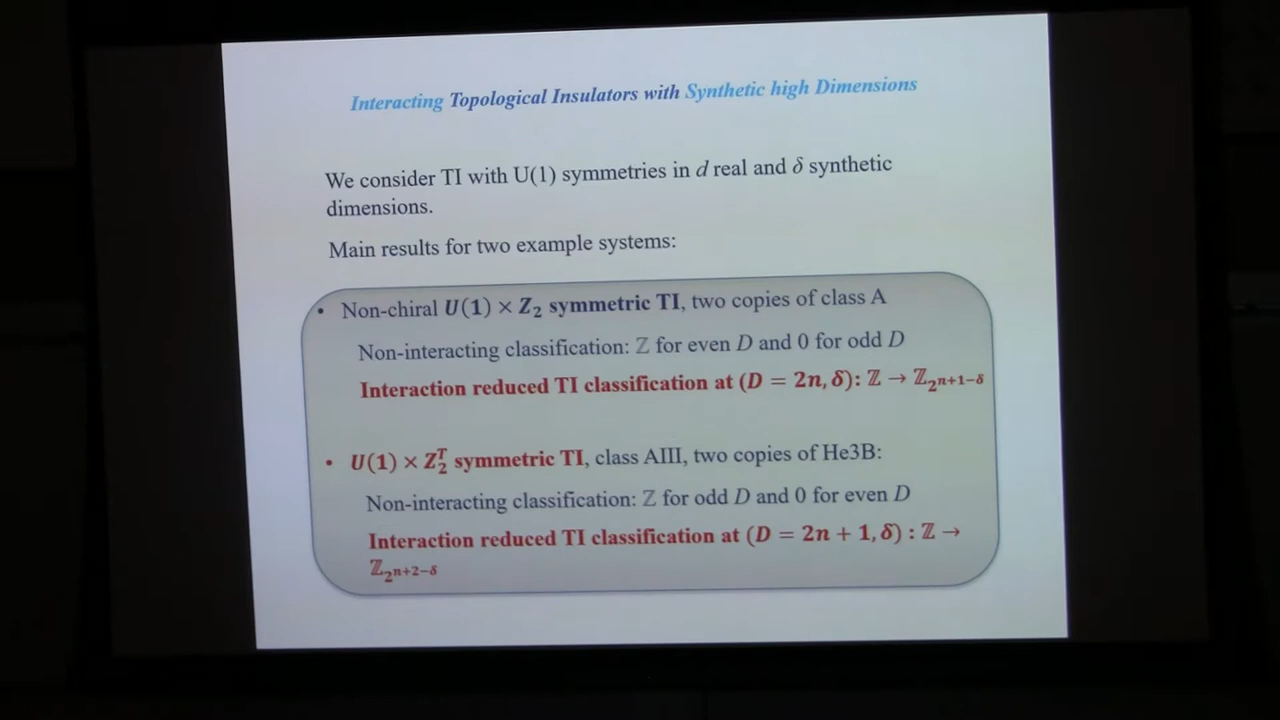 Interacting Topological Insulators with Synthetic high Dimensions
We consider TI with U(1) symmetries in d real and δ synthetic
dimensions.
Main results for two example systems:
• Non-chiral U(1) × Z₂ symmetric TI, two copies of class A
Non-interacting classification: ℤ for even D and 0 for odd D
Interaction reduced TI classification at (D = 2n, δ): ℤ → ℤ_{2^{n+1-δ}}
• U(1) × Z₂ᵀ symmetric TI, class AIII, two copies of He3B:
Non-interacting classification: ℤ for odd D and 0 for even D
Interaction reduced TI classification at (D = 2n + 1, δ) : ℤ →
ℤ_{2^{n+2-δ}}